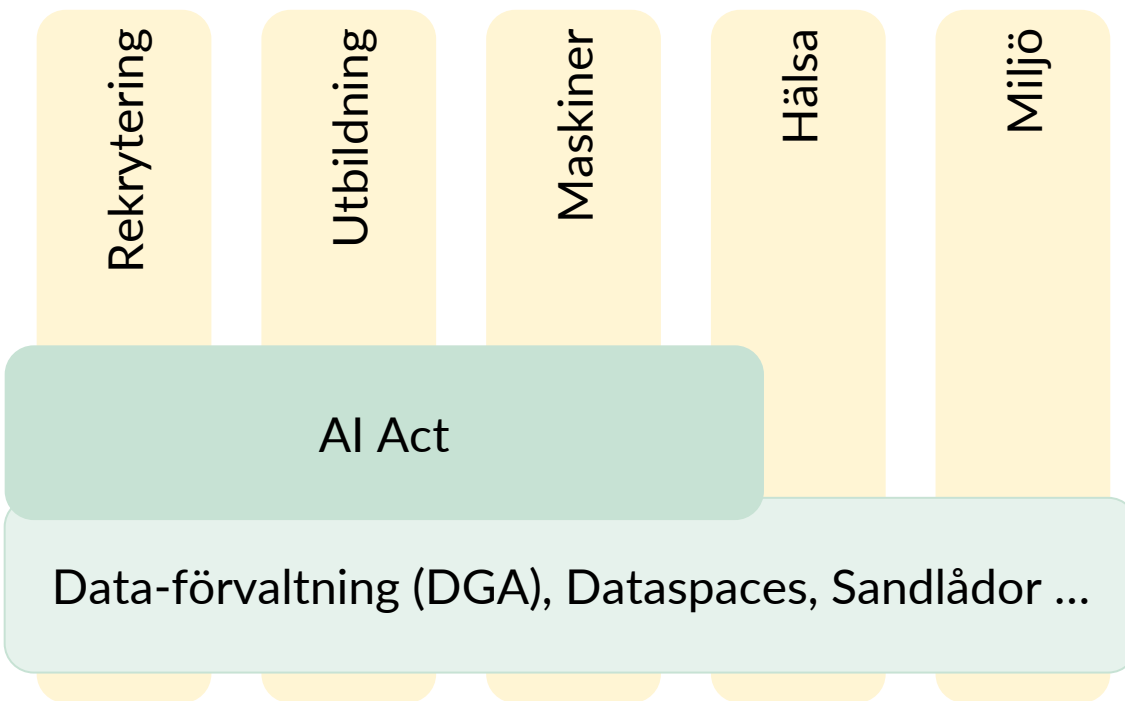 Rekrytering
Utbildning
Maskiner
Hälsa
Miljö
AI Act
Data-förvaltning (DGA), Dataspaces, Sandlådor ...